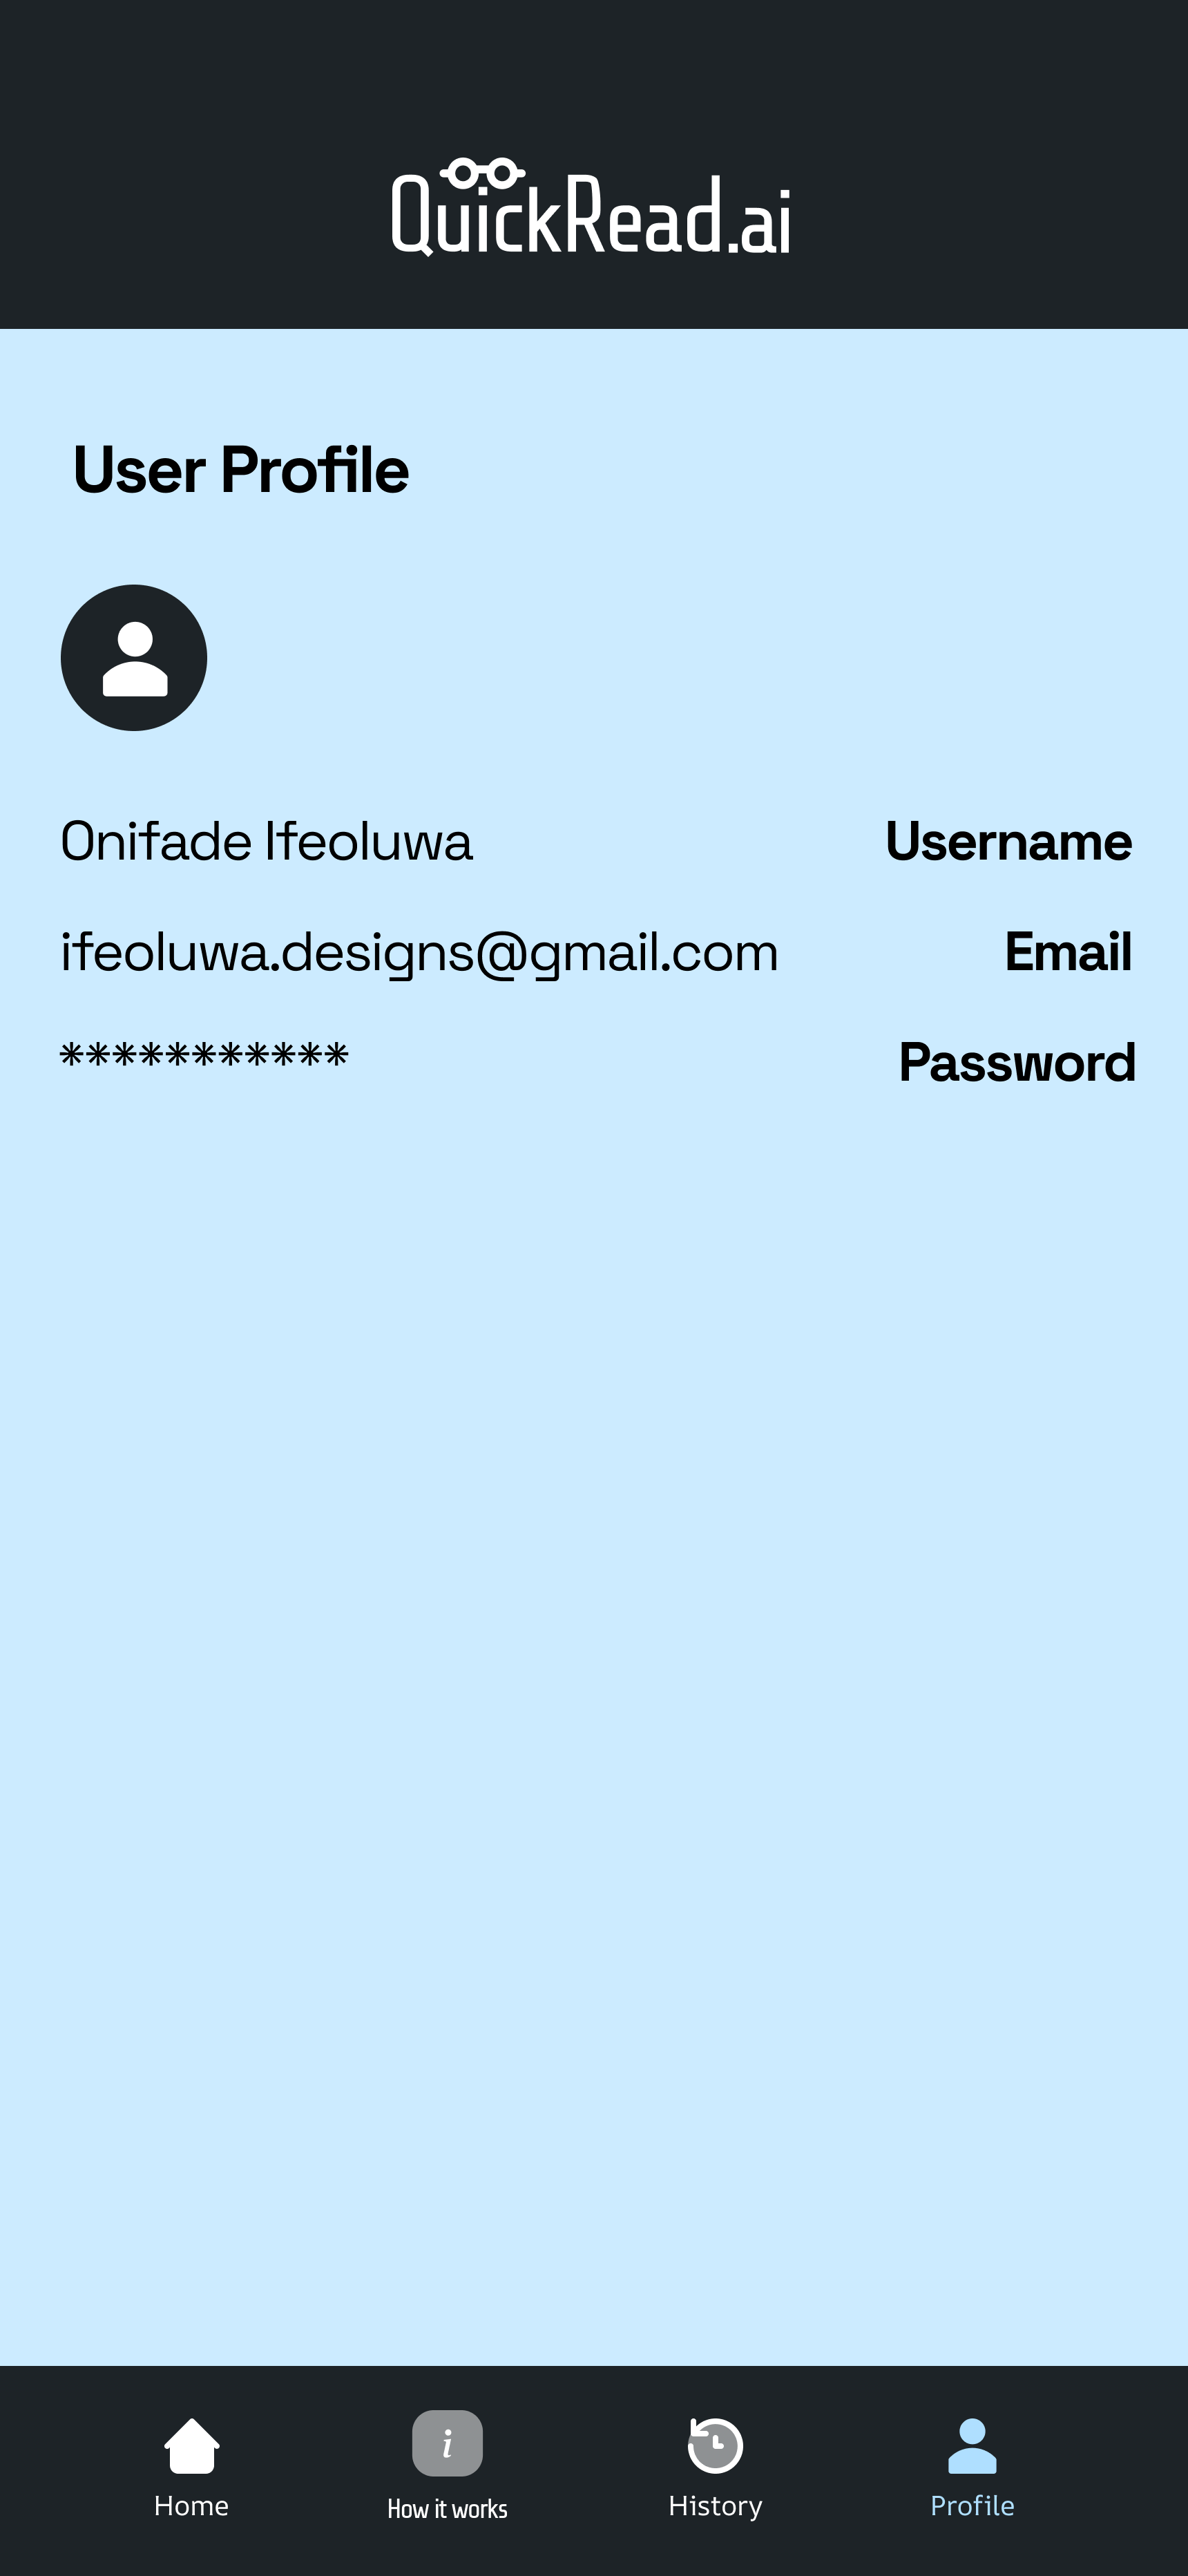 QuickRead.ai
User Profile
Onifade Ifeoluwa Username
ifeoluwa.designs@gmail.com Email
*********** Password
i
Home How it works History Profile